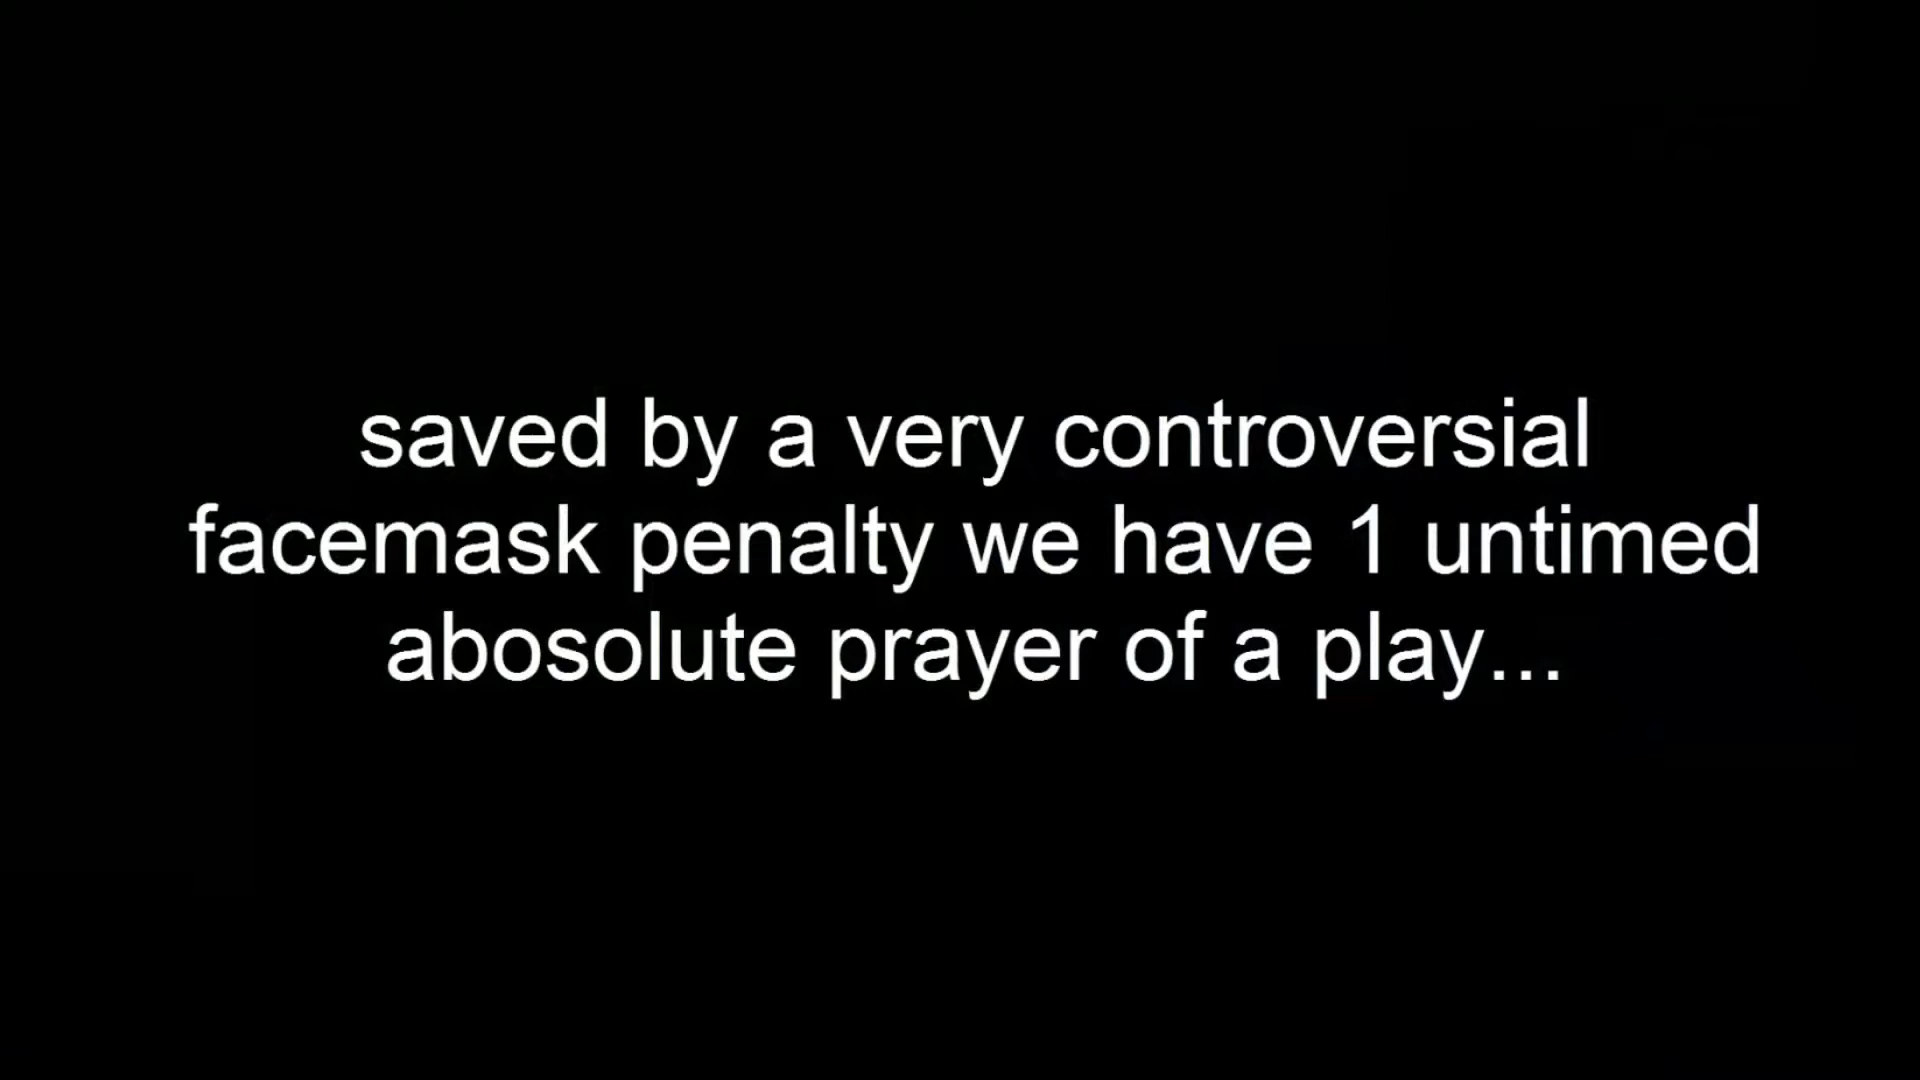 saved by a very controversial
facemask penalty we have 1 untimed
abosolute prayer of a play...